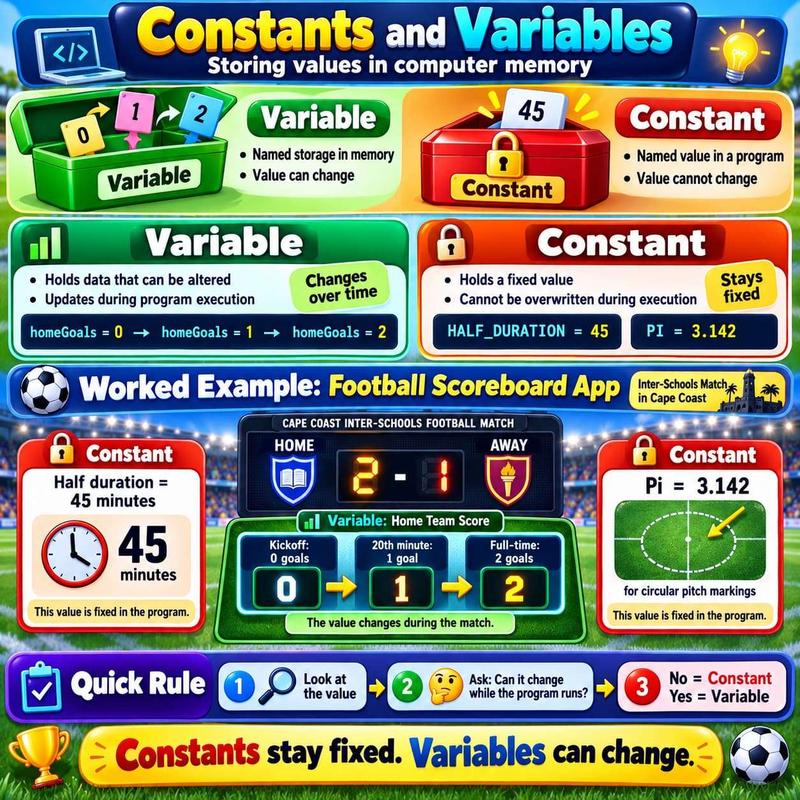 Constants and Variables
Storing values in computer memory
</>
0
1
2
Variable
Variable
• Named storage in memory
• Value can change
45
Constant
Constant
• Named value in a program
• Value cannot change
Variable
• Holds data that can be altered
• Updates during program execution
Changes
over time
homeGoals = 0 → homeGoals = 1 → homeGoals = 2
Constant
• Holds a fixed value
• Cannot be overwritten during execution
Stays
fixed
HALF_DURATION = 45
PI = 3.142
Worked Example: Football Scoreboard App
Inter-Schools Match
in Cape Coast
Constant
Half duration =
45 minutes
45
minutes
This value is fixed in the program.
CAPE COAST INTER-SCHOOLS FOOTBALL MATCH
HOME
AWAY
2 - 1
Variable: Home Team Score
Kickoff:
0 goals
0
20th minute:
1 goal
1
Full-time:
2 goals
2
The value changes during the match.
Constant
Pi = 3.142
for circular pitch markings
This value is fixed in the program.
Quick Rule
1
Look at
the value
2
Ask: Can it change
while the program runs?
3
No = Constant
Yes = Variable
Constants stay fixed. Variables can change.